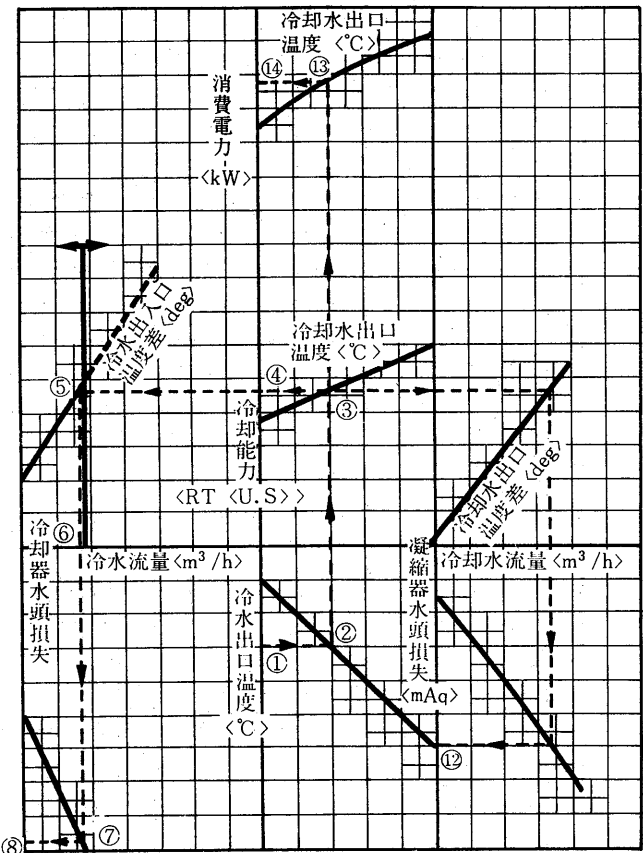 冷却水出口
温度〈℃〉
⑭
⑬
消費電力
〈kW〉
冷水出入口
温度差〈deg〉
冷却水出口
温度〈℃〉
⑤
④
③
冷却能力
〈RT〈U.S〉〉
冷却水出口
温度差〈deg〉
⑥
冷水流量〈m³/h〉
冷却水流量〈m³/h〉
冷却器水頭損失
冷水出口温度
〈℃〉
凝縮器水頭損失
〈mAq〉
①
②
⑫
⑦
⑧